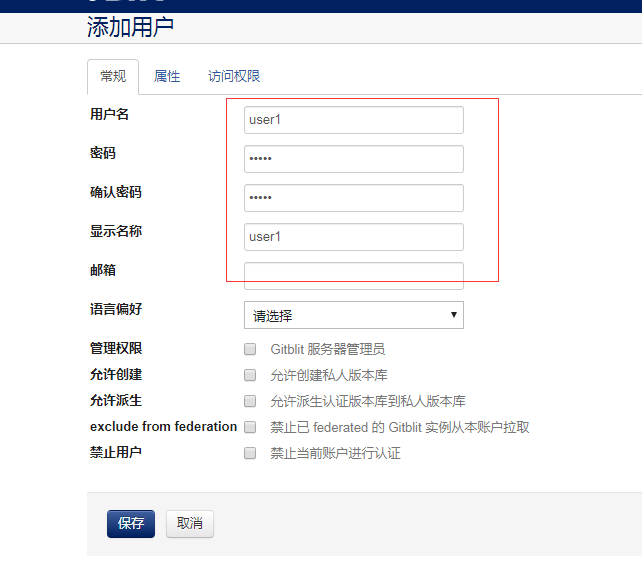 添加用户
常规 属性 访问权限
用户名 user1
密码 •••••
确认密码 •••••
显示名称 user1
邮箱
语言偏好 请选择
管理权限 Gitblit 服务器管理员
允许创建 允许创建私人版本库
允许派生 允许派生认证版本库到私人版本库
exclude from federation 禁止已 federated 的 Gitblit 实例从本账户拉取
禁止用户 禁止当前账户进行认证
保存 取消